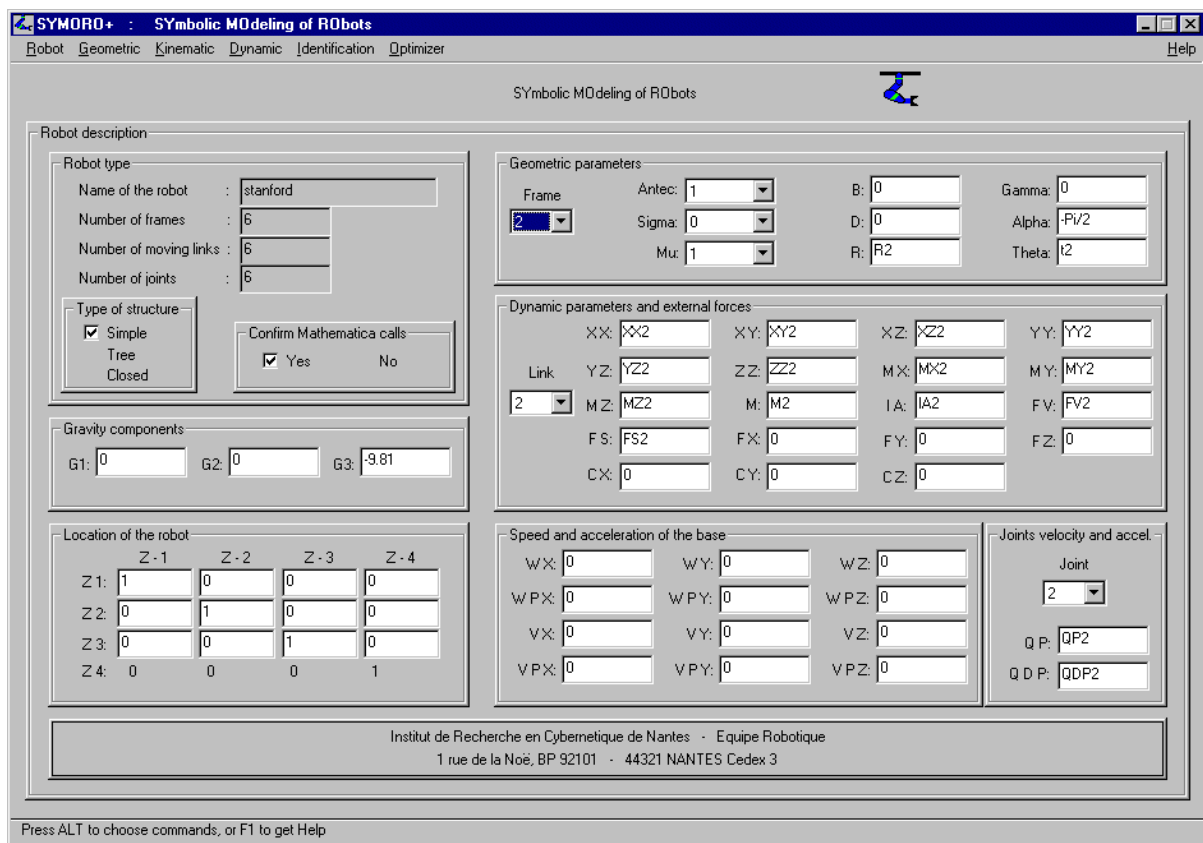 SYMORO+ : SYmbolic MOdeling of RObots
Robot Geometric Kinematic Dynamic Identification Optimizer Help
SYmbolic MOdeling of RObots
Robot description
Robot type
Name of the robot : stanford
Number of frames : 6
Number of moving links : 6
Number of joints : 6
Type of structure
Simple
Tree
Closed
Confirm Mathematica calls
Yes No
Geometric parameters
Frame
2
Antec: 1 B: 0 Gamma: 0
Sigma: 0 D: 0 Alpha: -Pi/2
Mu: 1 R: R2 Theta: t2
Dynamic parameters and external forces
Link
2
XX: XX2 XY: XY2 XZ: XZ2 YY: YY2
YZ: YZ2 ZZ: ZZ2 MX: MX2 MY: MY2
MZ: MZ2 M: M2 IA: IA2 FV: FV2
FS: FS2 FX: 0 FY: 0 FZ: 0
CX: 0 CY: 0 CZ: 0
Gravity components
G1: 0 G2: 0 G3: -9.81
Location of the robot
Z-1 Z-2 Z-3 Z-4
Z1: 1 0 0 0
Z2: 0 1 0 0
Z3: 0 0 1 0
Z4: 0 0 0 1
Speed and acceleration of the base
WX: 0 WY: 0 WZ: 0
WPX: 0 WPY: 0 WPZ: 0
VX: 0 VY: 0 VZ: 0
VPX: 0 VPY: 0 VPZ: 0
Joints velocity and accel.
Joint
2
QP: QP2
QDP: QDP2
Institut de Recherche en Cybernetique de Nantes - Equipe Robotique
1 rue de la Noë, BP 92101 - 44321 NANTES Cedex 3
Press ALT to choose commands, or F1 to get Help